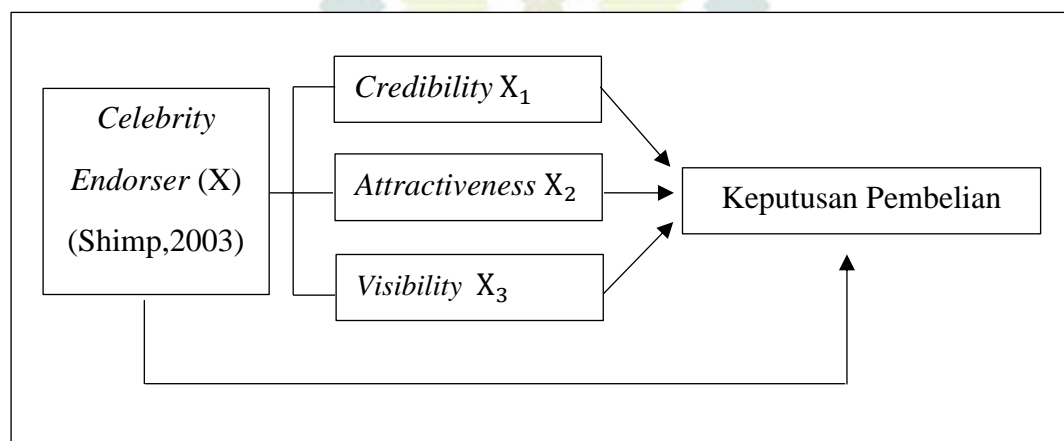 Celebrity
Endorser (X)
(Shimp,2003)
Credibility X₁
Attractiveness X₂
Visibility X₃
Keputusan Pembelian